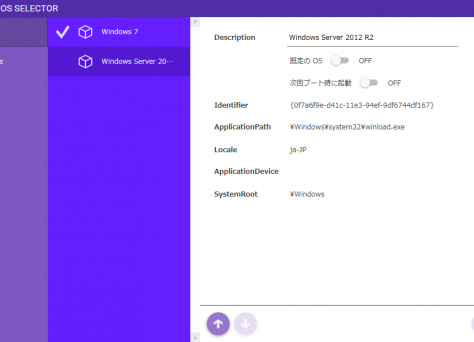 OS SELECTOR
s
Windows 7
Windows Server 20…
Description
Windows Server 2012 R2
既定の OS
OFF
次回ブート時に起動
OFF
Identifier
{0f7a6f9e-d41c-11e3-94ef-9df6744df167}
ApplicationPath
¥Windows¥system32¥winload.exe
Locale
ja-JP
ApplicationDevice
SystemRoot
¥Windows